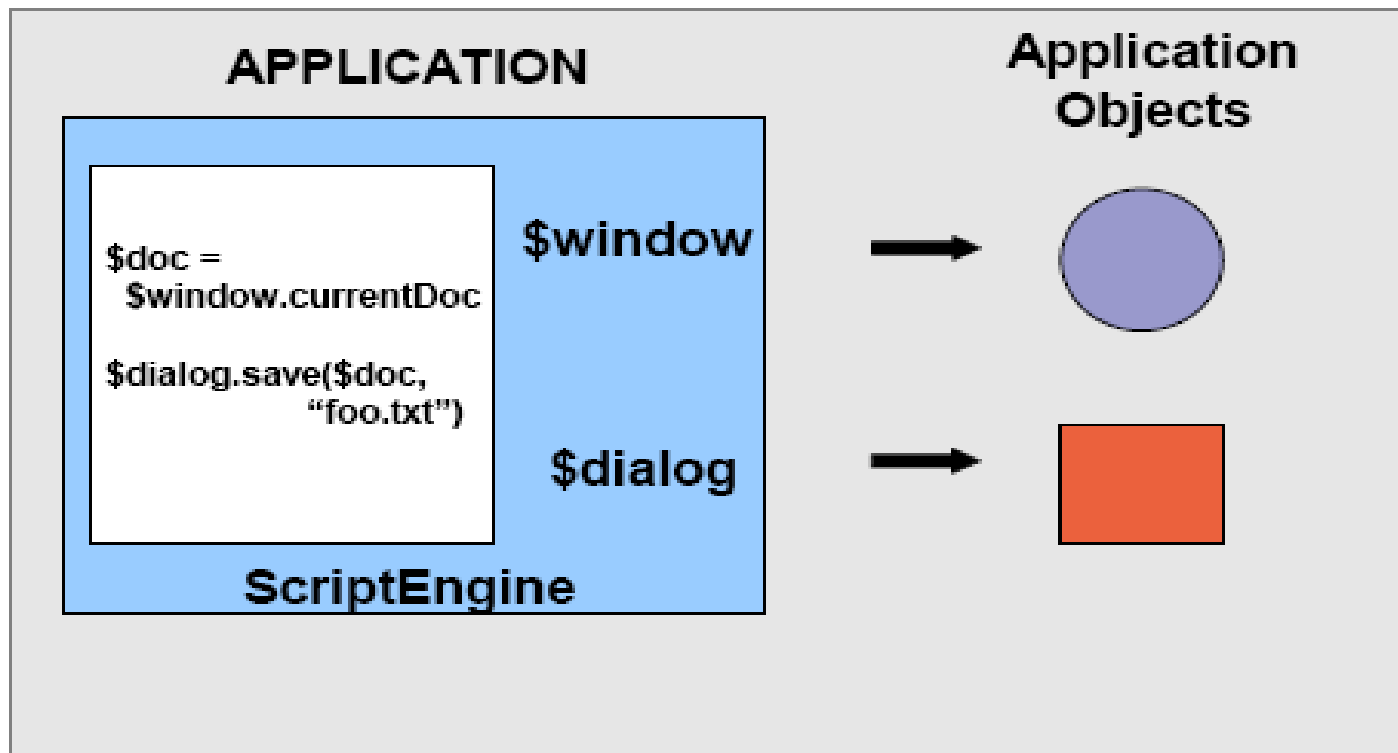 APPLICATION
Application
Objects
$doc =
$window.currentDoc
$dialog.save($doc,
“foo.txt”)
$window
$dialog
ScriptEngine